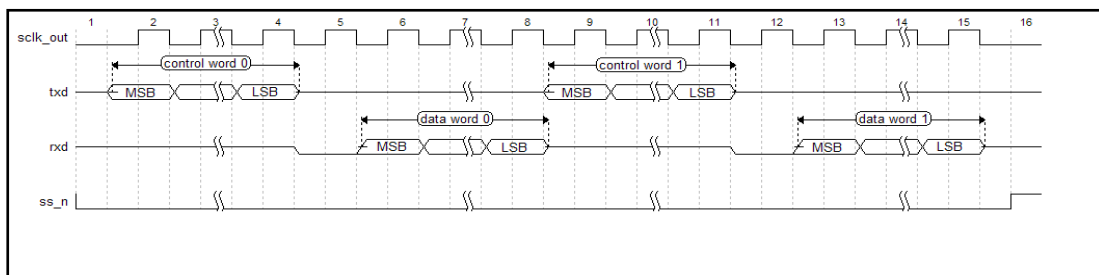 1 2 3 4 5 6 7 8 9 10 11 12 13 14 15 16
sclk_out
control word 0 control word 1
txd MSB LSB MSB LSB
data word 0 data word 1
rxd MSB LSB MSB LSB
ss_n